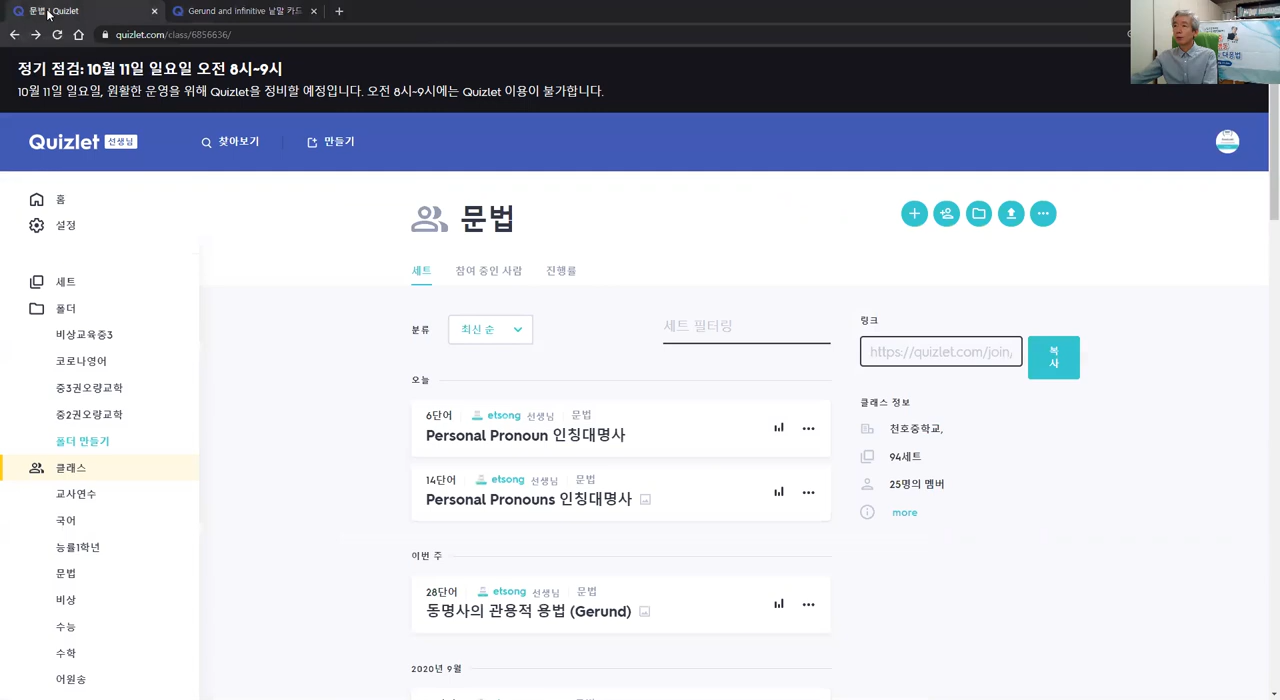 문법 | Quizlet
Gerund and Infinitive 낱말 카드
quizlet.com/class/6856636/
정기 점검: 10월 11일 일요일 오전 8시~9시
10월 11일 일요일, 원활한 운영을 위해 Quizlet을 정비할 예정입니다. 오전 8시~9시에는 Quizlet 이용이 불가합니다.
Quizlet 선생님
찾아보기
만들기
홈
설정
세트
폴더
비상교육중3
코로나영어
중3권오량교학
중2권오량교학
폴더 만들기
클래스
교사연수
국어
능률1학년
문법
비상
수능
수학
어원송
문법
세트 참여 중인 사람 진행률
분류 최신 순 세트 필터링
오늘
6단어 etsong 선생님 문법
Personal Pronoun 인칭대명사
14단어 etsong 선생님 문법
Personal Pronouns 인칭대명사
이번 주
28단어 etsong 선생님 문법
동명사의 관용적 용법 (Gerund)
2020년 9월
링크
https://quizlet.com/join,
복사
클래스 정보
천호중학교,
94세트
25명의 멤버
more